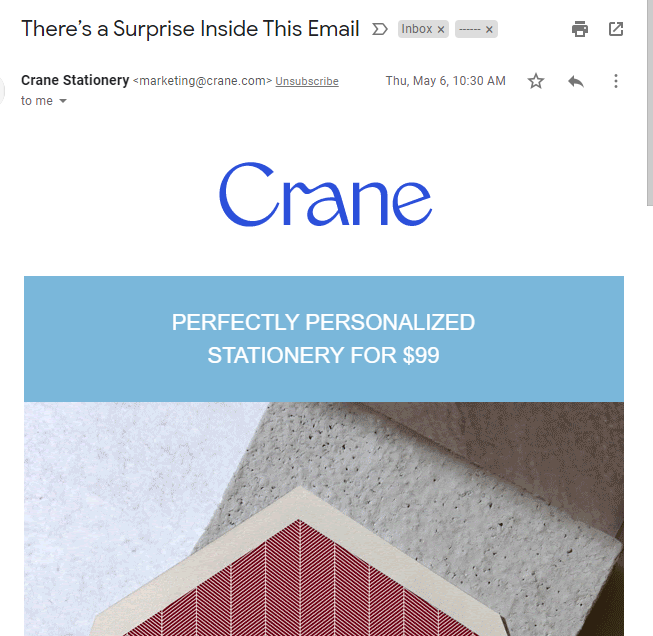 There’s a Surprise Inside This Email
Inbox ×
------ ×
Crane Stationery <marketing@crane.com> Unsubscribe
Thu, May 6, 10:30 AM
to me
Crane
PERFECTLY PERSONALIZED
STATIONERY FOR $99